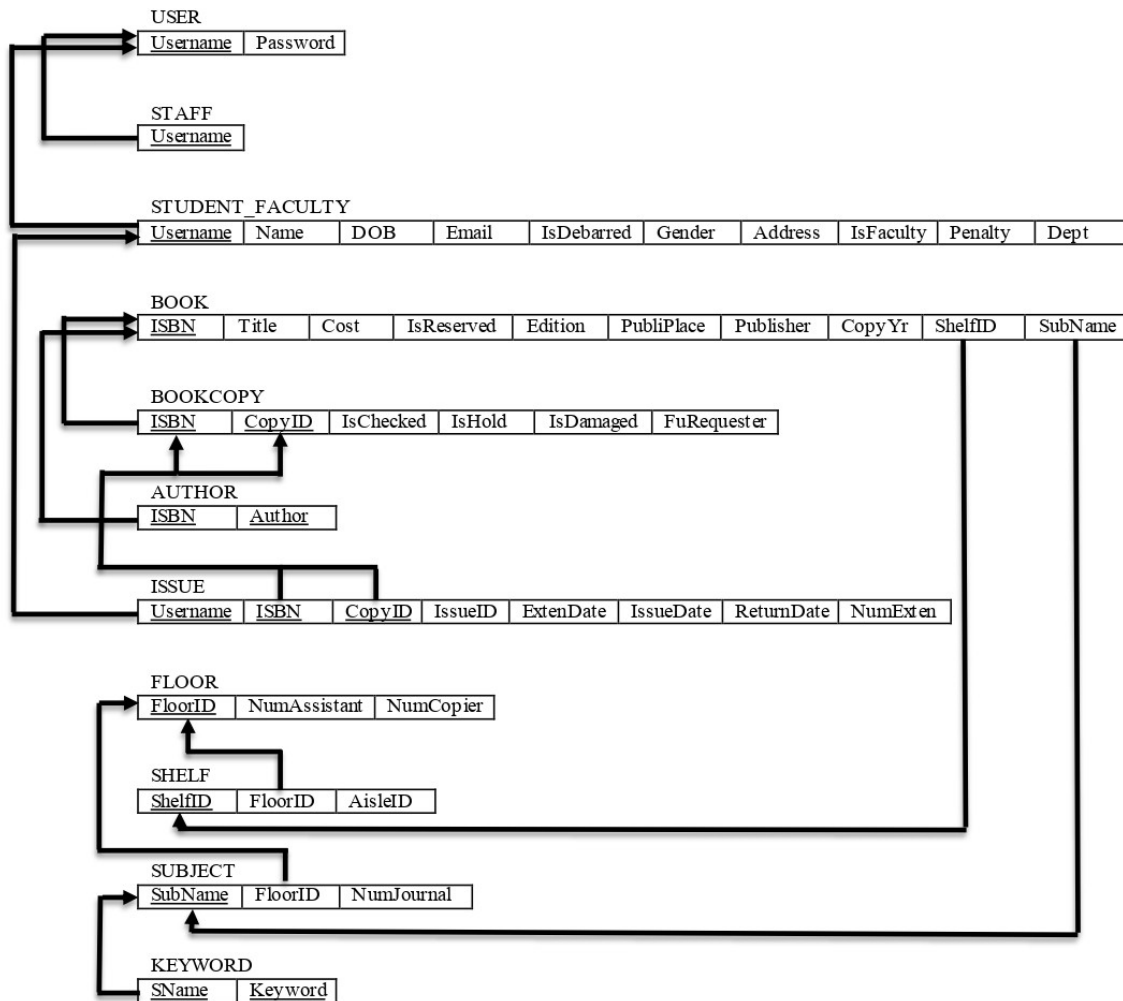 USER
Username Password
STAFF
Username
STUDENT_FACULTY
Username Name DOB Email IsDebarred Gender Address IsFaculty Penalty Dept
BOOK
ISBN Title Cost IsReserved Edition PubliPlace Publisher CopyYr ShelfID SubName
BOOKCOPY
ISBN CopyID IsChecked IsHold IsDamaged FuRequester
AUTHOR
ISBN Author
ISSUE
Username ISBN CopyID IssueID ExtenDate IssueDate ReturnDate NumExten
FLOOR
FloorID NumAssistant NumCopier
SHELF
ShelfID FloorID AisleID
SUBJECT
SubName FloorID NumJournal
KEYWORD
SName Keyword